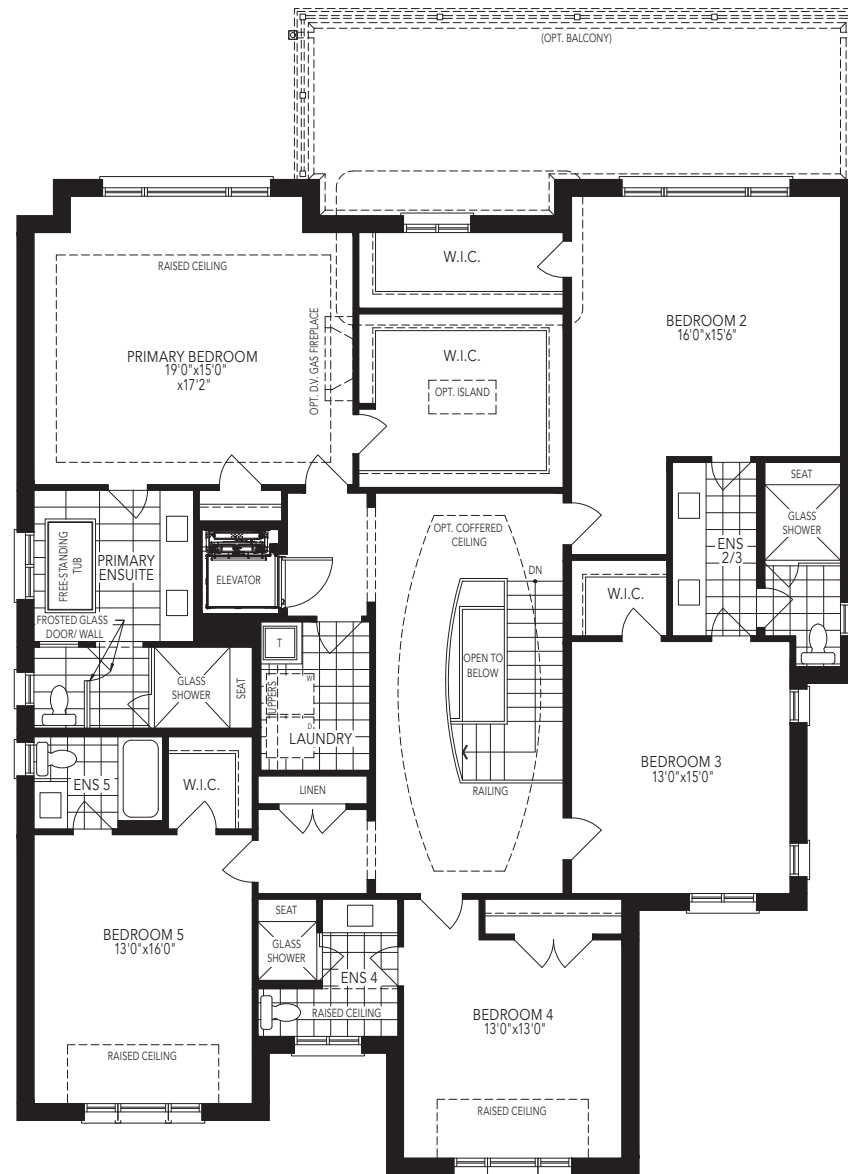 (OPT. BALCONY)
RAISED CEILING
PRIMARY BEDROOM
19'0"x15'0"
x17'2"
OPT. D.V. GAS FIREPLACE
W.I.C.
W.I.C.
OPT. ISLAND
BEDROOM 2
16'0"x15'6"
FREE-STANDING
TUB
PRIMARY
ENSUITE
FROSTED GLASS
DOOR/ WALL
GLASS
SHOWER
SEAT
ELEVATOR
OPT. COFFERED
CEILING
DN
OPEN TO
BELOW
RAILING
SEAT
GLASS
SHOWER
ENS
2/3
W.I.C.
T
UPPERS
W
D
LAUNDRY
LINEN
BEDROOM 3
13'0"x15'0"
ENS 5
W.I.C.
BEDROOM 5
13'0"x16'0"
RAISED CEILING
SEAT
GLASS
SHOWER
ENS 4
RAISED CEILING
BEDROOM 4
13'0"x13'0"
RAISED CEILING